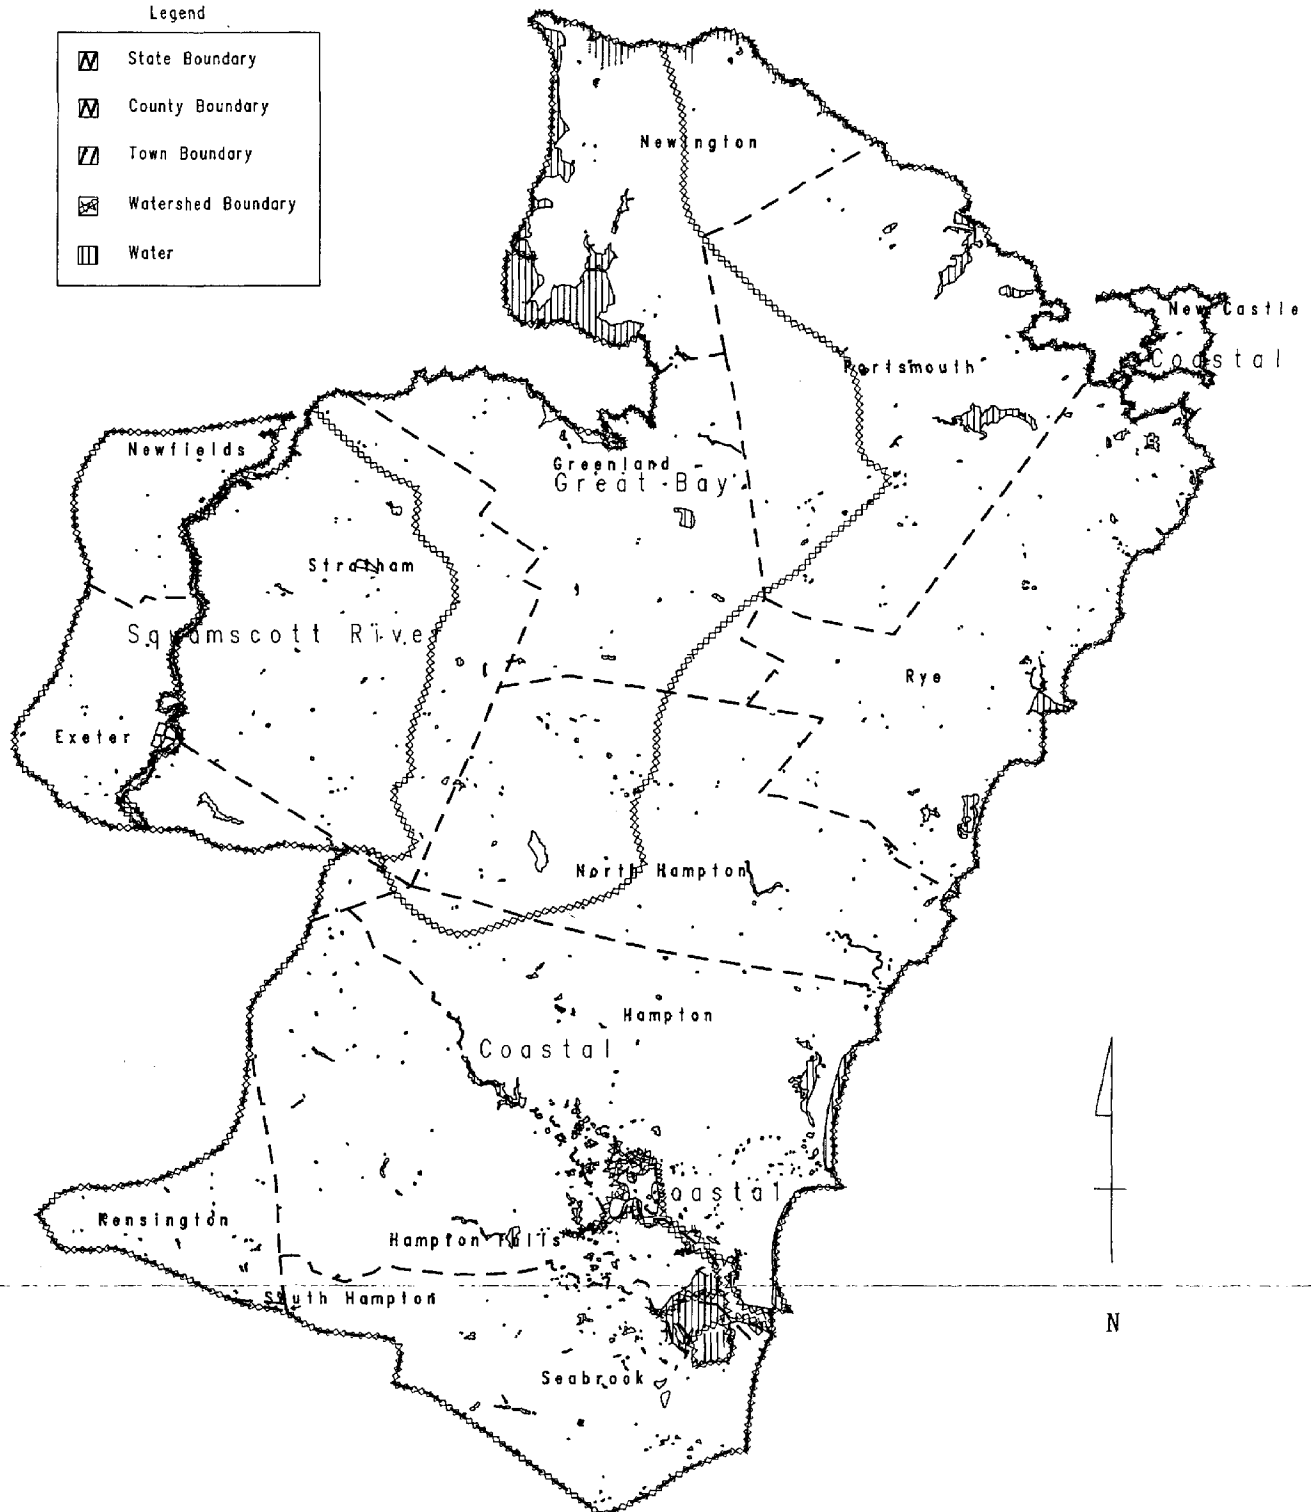 Legend
State Boundary
County Boundary
Town Boundary
Watershed Boundary
Water
Newington
New Castle
Coastal
Portsmouth
Newfields
Greenland
Great Bay
Stratham
Squamscott River
Rye
Exeter
North Hampton
Hampton
Coastal
Coastal
Kensington
Hampton Falls
South Hampton
N
Seabrook